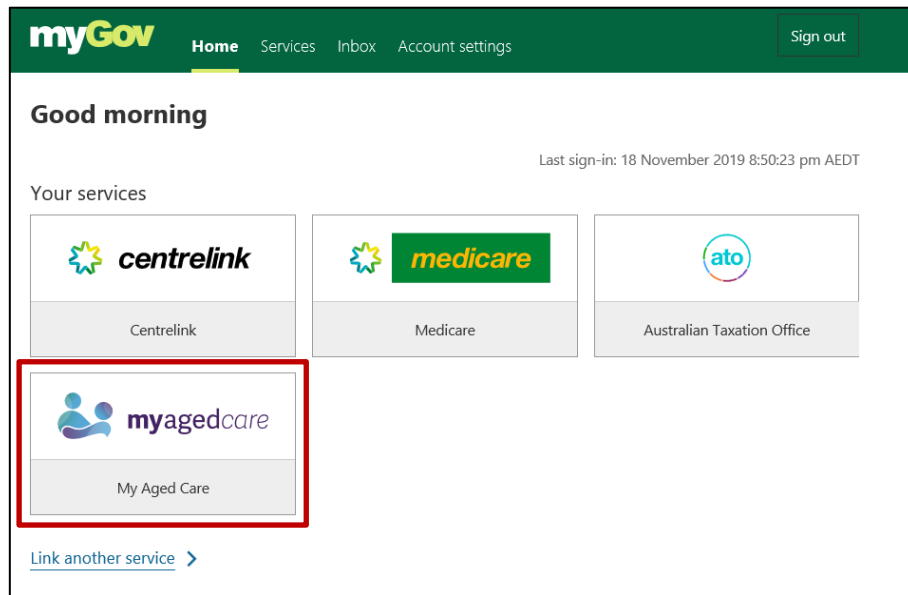 myGov Home Services Inbox Account settings Sign out
Good morning
Last sign-in: 18 November 2019 8:50:23 pm AEDT
Your services
centrelink medicare ato
Centrelink Medicare Australian Taxation Office
myagedcare
My Aged Care
Link another service